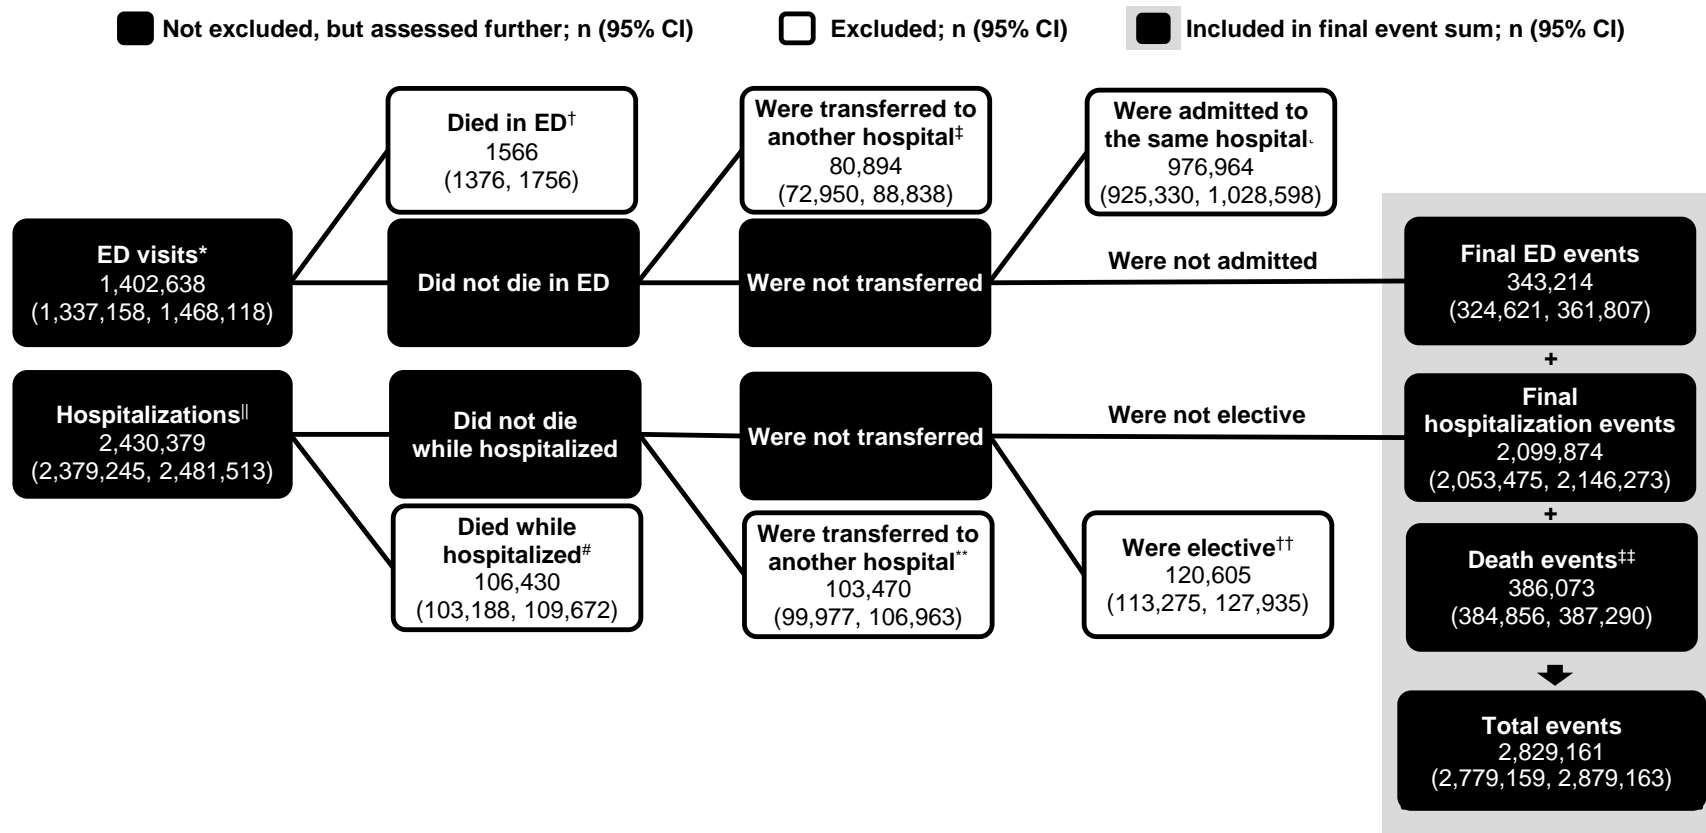 Not excluded, but assessed further; n (95% CI)
Excluded; n (95% CI)
Included in final event sum; n (95% CI)
Died in ED†
1566
(1376, 1756)
Were transferred to
another hospital‡
80,894
(72,950, 88,838)
Were admitted to
the same hospital
976,964
(925,330, 1,028,598)
ED visits*
1,402,638
(1,337,158, 1,468,118)
Did not die in ED
Were not transferred
Were not admitted
Final ED events
343,214
(324,621, 361,807)
+
Hospitalizations||
2,430,379
(2,379,245, 2,481,513)
Did not die
while hospitalized
Were not transferred
Were not elective
Final
hospitalization events
2,099,874
(2,053,475, 2,146,273)
+
Died while
hospitalized#
106,430
(103,188, 109,672)
Were transferred to
another hospital**
103,470
(99,977, 106,963)
Were elective††
120,605
(113,275, 127,935)
Death events‡‡
386,073
(384,856, 387,290)
Total events
2,829,161
(2,779,159, 2,879,163)